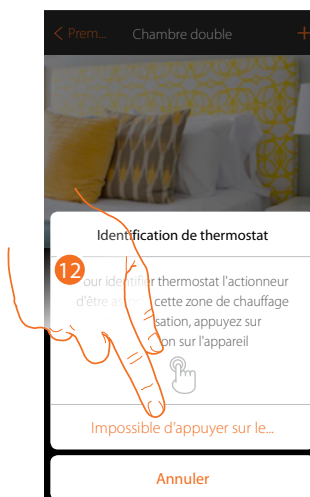 < Prem... Chambre double +
Identification de thermostat
12
our identifier thermostat l'actionneur
d'être as cette zone de chauffage
sation, appuyez sur
on sur l'appareil
Impossible d'appuyer sur le...
Annuler